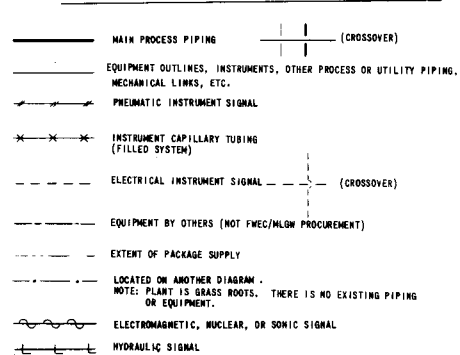 MAIN PROCESS PIPING
(CROSSOVER)
EQUIPMENT OUTLINES, INSTRUMENTS, OTHER PROCESS OR UTILITY PIPING,
MECHANICAL LINKS, ETC.
PNEUMATIC INSTRUMENT SIGNAL
INSTRUMENT CAPILLARY TUBING
(FILLED SYSTEM)
ELECTRICAL INSTRUMENT SIGNAL
(CROSSOVER)
EQUIPMENT BY OTHERS (NOT FWEC/MLGW PROCUREMENT)
EXTENT OF PACKAGE SUPPLY
LOCATED ON ANOTHER DIAGRAM.
NOTE: PLANT IS GRASS ROOTS. THERE IS NO EXISTING PIPING
OR EQUIPMENT.
ELECTROMAGNETIC, NUCLEAR, OR SONIC SIGNAL
HYDRAULIC SIGNAL